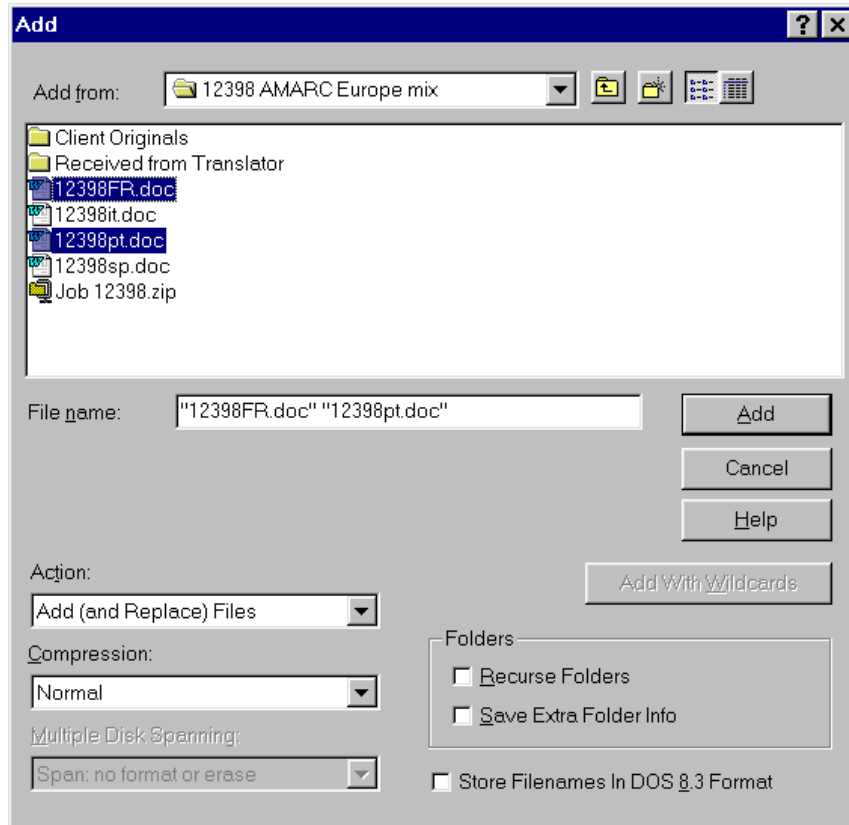 Add
Add from: 12398 AMARC Europe mix
Client Originals
Received from Translator
12398FR.doc
12398it.doc
12398pt.doc
12398sp.doc
Job 12398.zip
File name: "12398FR.doc" "12398pt.doc"
Add
Cancel
Help
Action:
Add With Wildcards
Add (and Replace) Files
Folders
Compression:
Recurse Folders
Normal
Save Extra Folder Info
Multiple Disk Spanning:
Span: no format or erase
Store Filenames In DOS 8.3 Format